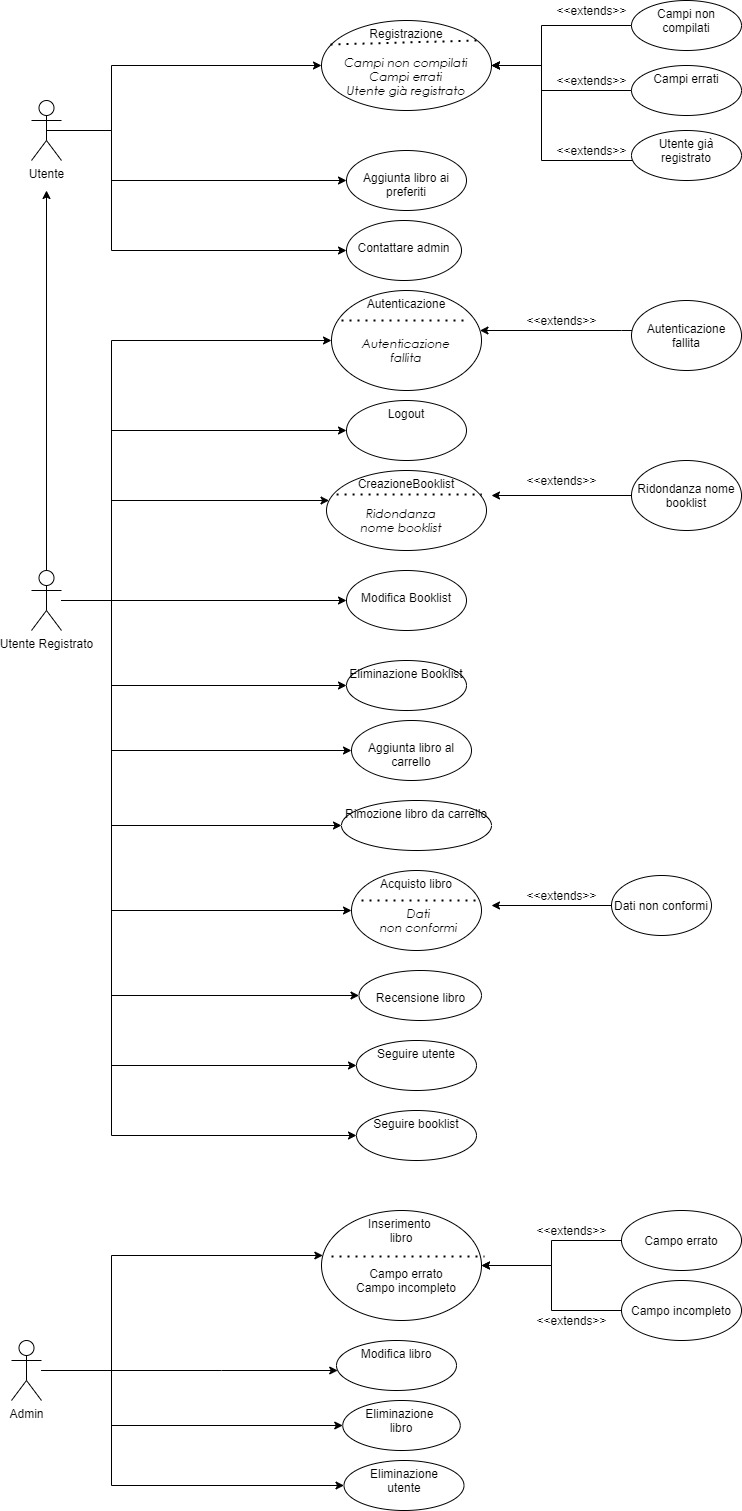 Registrazione
Campi non compilati
Campi errati
Utente già registrato
<<extends>>
Campi non
compilati
<<extends>>
Campi errati
<<extends>>
Utente già
registrato
Utente
Aggiunta libro ai
preferiti
Contattare admin
Autenticazione
Autenticazione
fallita
<<extends>>
Autenticazione
fallita
Logout
CreazioneBooklist
Ridondanza
nome booklist
<<extends>>
Ridondanza nome
booklist
Utente Registrato
Modifica Booklist
Eliminazione Booklist
Aggiunta libro al
carrello
Rimozione libro da carrello
Acquisto libro
Dati
non conformi
<<extends>>
Dati non conformi
Recensione libro
Seguire utente
Seguire booklist
Inserimento
libro
Campo errato
Campo incompleto
<<extends>>
Campo errato
<<extends>>
Campo incompleto
Admin
Modifica libro
Eliminazione
libro
Eliminazione
utente